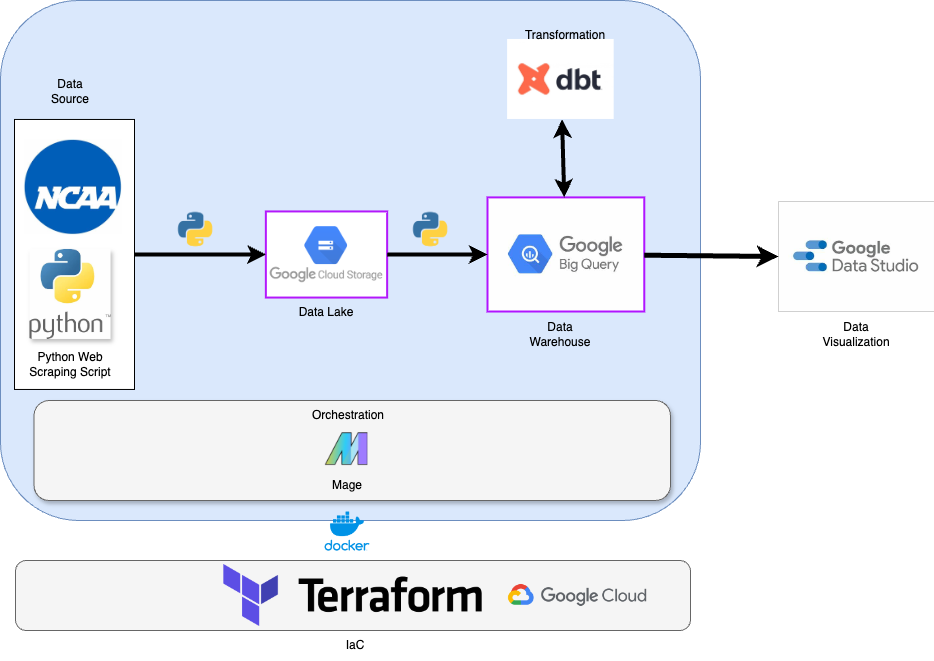 Transformation
dbt
Data
Source
NCAA
python™
Python Web
Scraping Script
Google Cloud Storage
Data Lake
Google
Big Query
Data
Warehouse
Google
Data Studio
Data
Visualization
Orchestration
Mage
docker
Terraform
Google Cloud
IaC